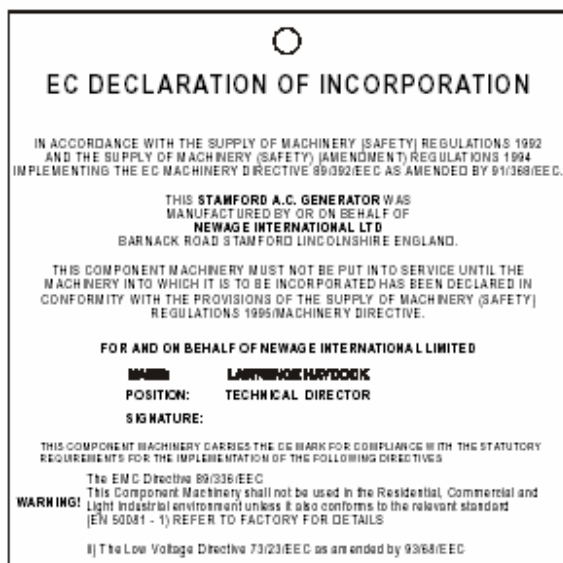 EC DECLARATION OF INCORPORATION
IN ACCORDANCE WITH THE SUPPLY OF MACHINERY (SAFETY) REGULATIONS 1992
AND THE SUPPLY OF MACHINERY (SAFETY) (AMENDMENT) REGULATIONS 1994
IMPLEMENTING THE EC MACHINERY DIRECTIVE 89/392/EEC AS AMENDED BY 91/368/EEC.
THIS STAMFORD A.C. GENERATOR WAS
MANUFACTURED BY OR ON BEHALF OF
NEWAGE INTERNATIONAL LTD
BARNACK ROAD STAMFORD LINCOLNSHIRE ENGLAND.
THIS COMPONENT MACHINERY MUST NOT BE PUT INTO SERVICE UNTIL THE
MACHINERY INTO WHICH IT IS TO BE INCORPORATED HAS BEEN DECLARED IN
CONFORMITY WITH THE PROVISIONS OF THE SUPPLY OF MACHINERY (SAFETY)
REGULATIONS 1995/MACHINERY DIRECTIVE.
FOR AND ON BEHALF OF NEWAGE INTERNATIONAL LIMITED
POSITION: TECHNICAL DIRECTOR
SIGNATURE:
THIS COMPONENT MACHINERY CARRIES THE CE MARK FOR COMPLIANCE WITH THE STATUTORY
REQUIREMENTS FOR THE IMPLEMENTATION OF THE FOLLOWING DIRECTIVES
The EMC Directive 89/336/EEC
WARNING! This Component Machinery shall not be used in the Residential, Commercial and
Light Industrial environment unless it also conforms to the relevant standard
(EN 50081 - 1) REFER TO FACTORY FOR DETAILS
ii) The Low Voltage Directive 73/23/EEC as amended by 93/68/EEC